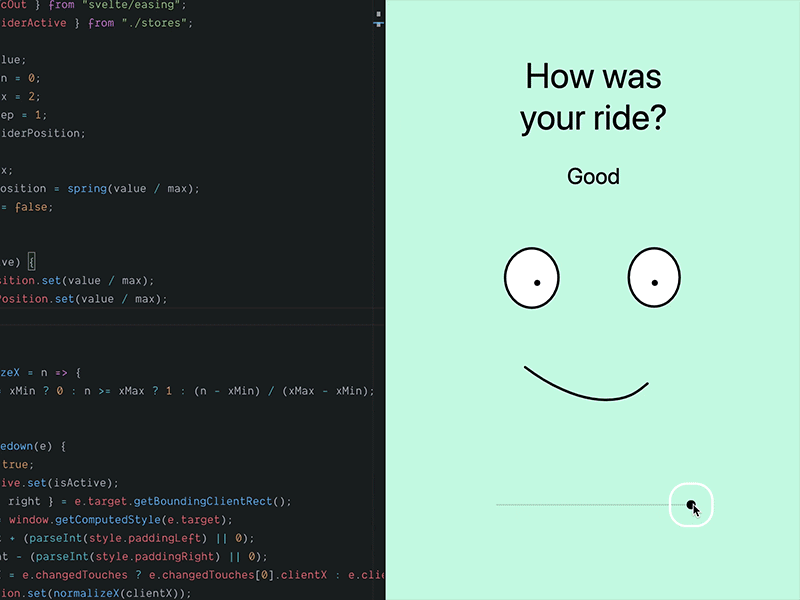 cOut } from "svelte/easing";
iderActive } from "./stores";
lue;
n = 0;
x = 2;
ep = 1;
iderPosition;
x;
osition = spring(value / max);
= false;
ve) {
sition.set(value / max);
Position.set(value / max);
zeX = n => {
xMin ? 0 : n >= xMax ? 1 : (n - xMin) / (xMax - xMin);
edown(e) {
true;
ive.set(isActive);
right } = e.target.getBoundingClientRect();
window.getComputedStyle(e.target);
+ (parseInt(style.paddingLeft) || 0);
ht - (parseInt(style.paddingRight) || 0);
= e.changedTouches ? e.changedTouches[0].clientX : e.clie
tion.set(normalizeX(clientX));
How was
your ride?
Good